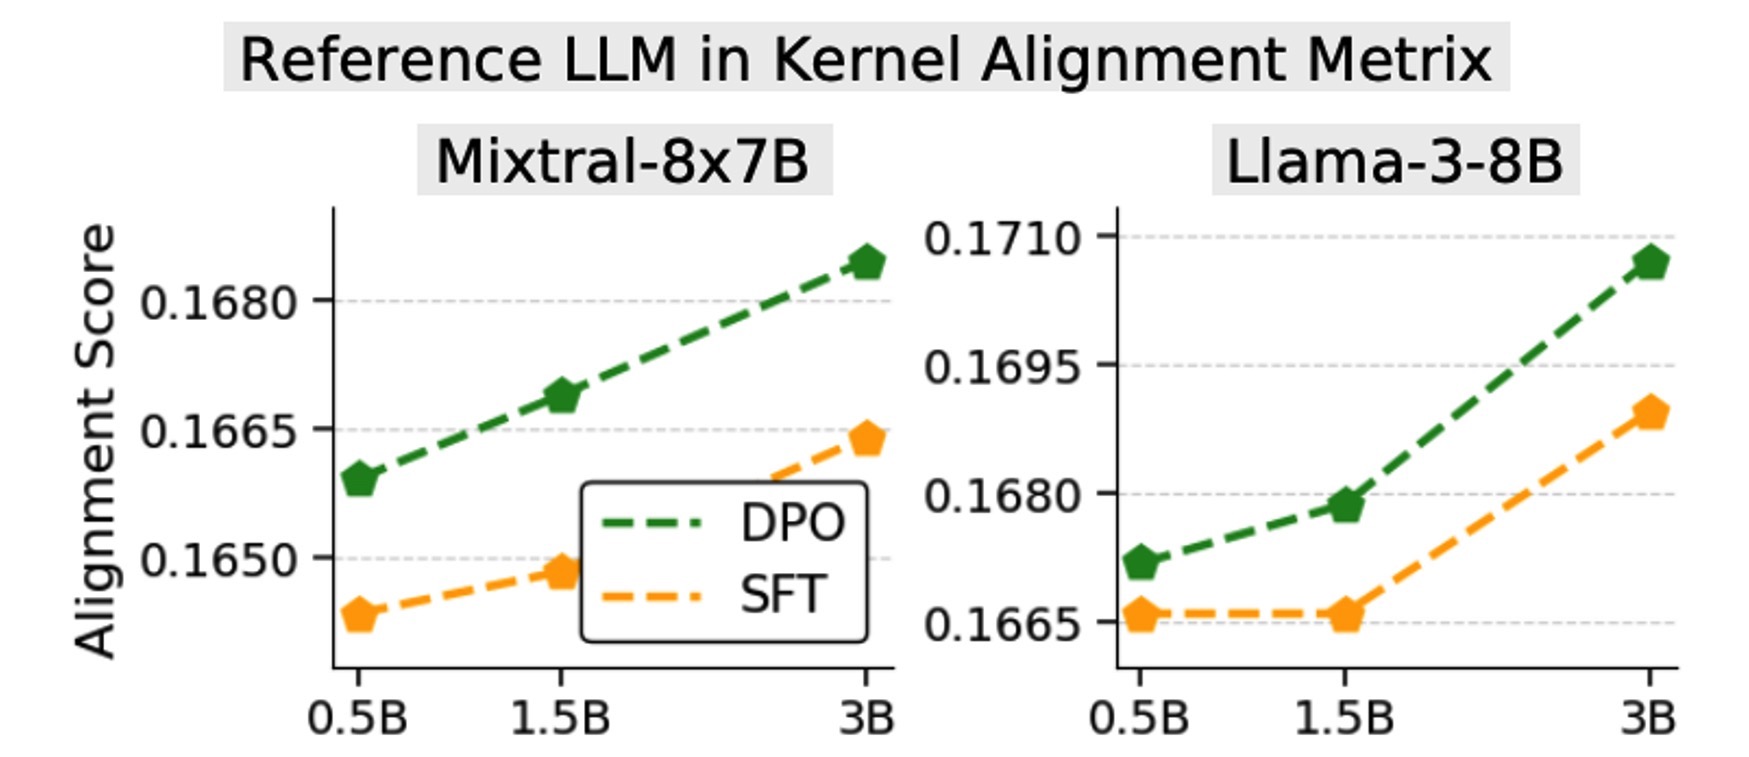 Reference LLM in Kernel Alignment Metrix
Mixtral-8x7B
Alignment Score
0.1680
0.1665
0.1650
DPO
SFT
0.5B 1.5B 3B
Llama-3-8B
0.1710
0.1695
0.1680
0.1665
0.5B 1.5B 3B